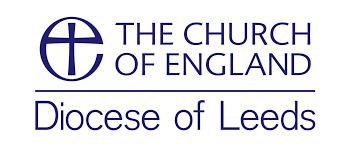 THE CHURCH
OF ENGLAND
Diocese of Leeds